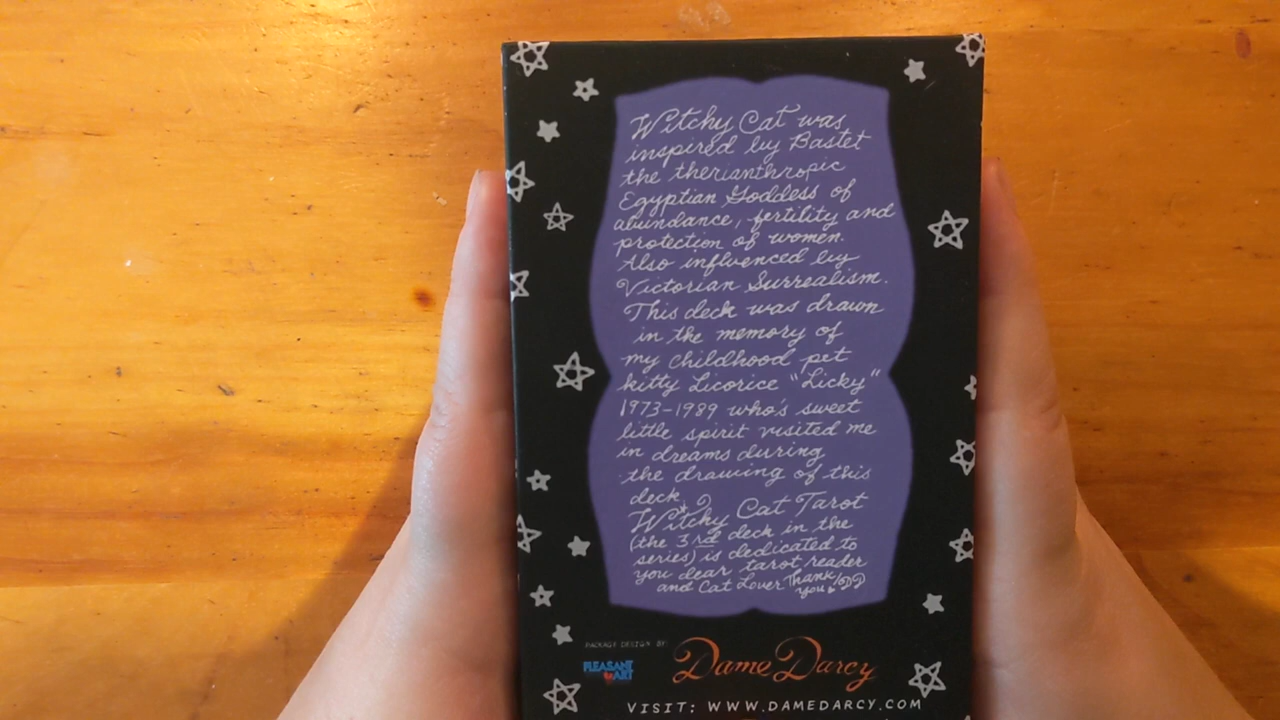 Witchy Cat was
inspired by Bastet
the therianthropic
Egyptian Goddess of
abundance, fertility and
protection of women.
Also influenced by
Victorian Surrealism.
This deck was drawn
in the memory of
my childhood pet
kitty Licorice "Licky"
1973-1989 who's sweet
little spirit visited me
in dreams during
the drawing of this
deck.
Witchy Cat Tarot
(the 3rd deck in the
series) is dedicated to
you dear tarot reader
and Cat Lover Thank
you! DD
PACKAGE DESIGN BY:
PLEASANT
ART
Dame Darcy
VISIT: WWW.DAMEDARCY.COM